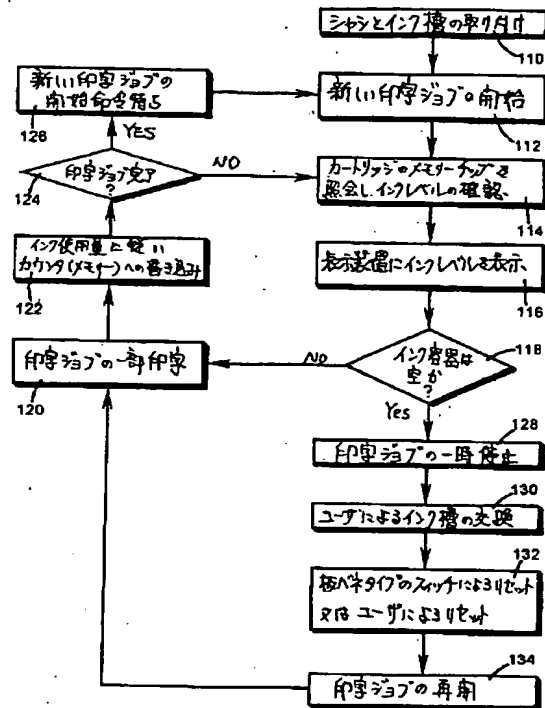 シャシとインク槽の取り付け
110
新しい印字ジョブの開始
112
カートリッジのメモリーチップを
照会し、インクレベルの確認、
114
表示装置にインクレベルを表示、
116
インク容器は
空か
?
118
NO
Yes
印字ジョブの一部印字
120
インク使用量に従い
カウンタ(メモリー)への書き込み
122
印字ジョブ完了
?
124
NO
YES
新しい印字ジョブの
開始命令待ち
126
印字ジョブの一時停止
128
ユーザによるインク槽の交換
130
板バネタイプのスイッチによるリセット
又はユーザによるリセット
132
印字ジョブの再開
134